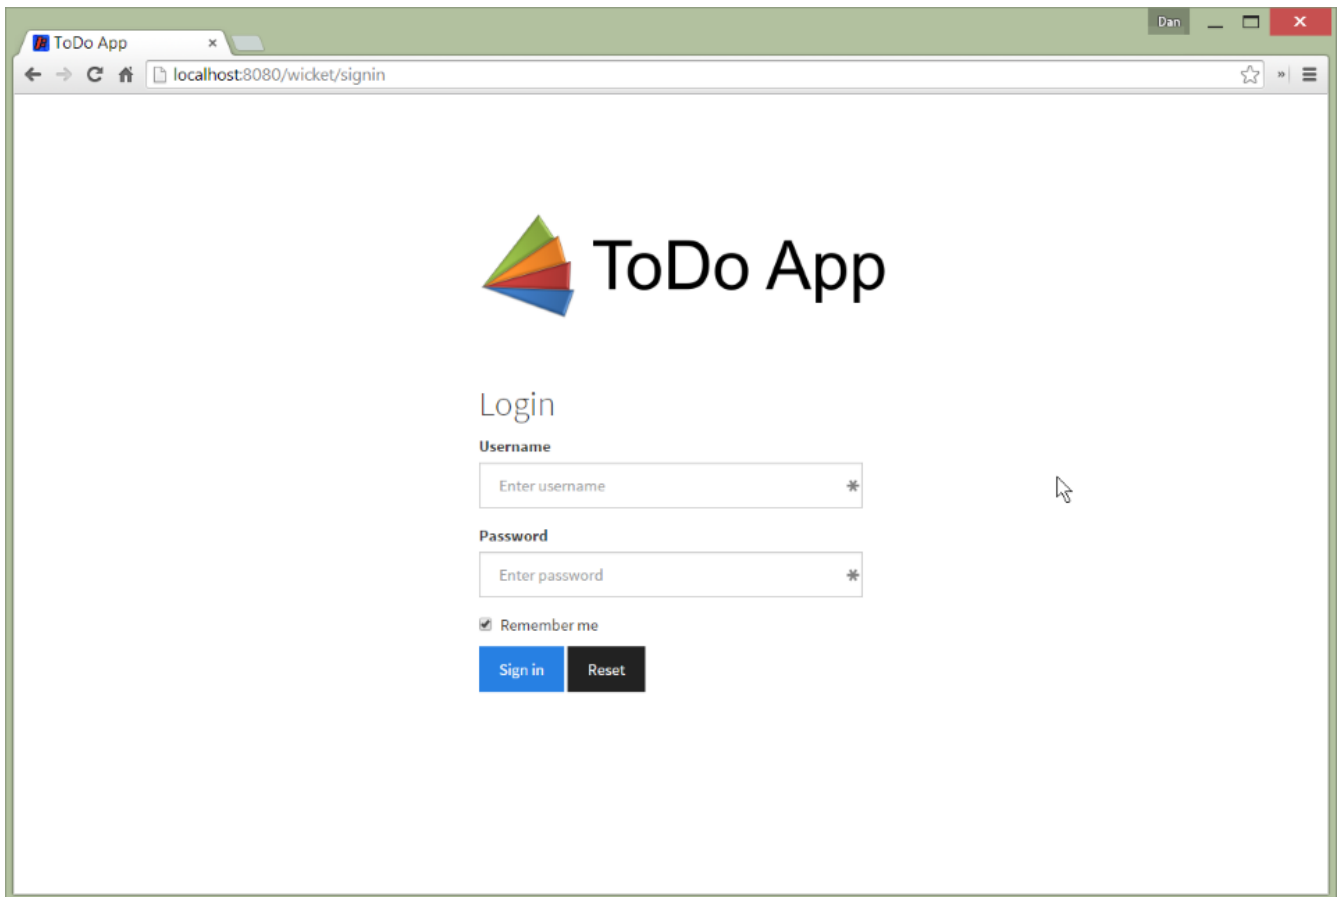 Dan
ToDo App
localhost:8080/wicket/signin
ToDo App
Login
Username
Enter username
Password
Enter password
Remember me
Sign in Reset